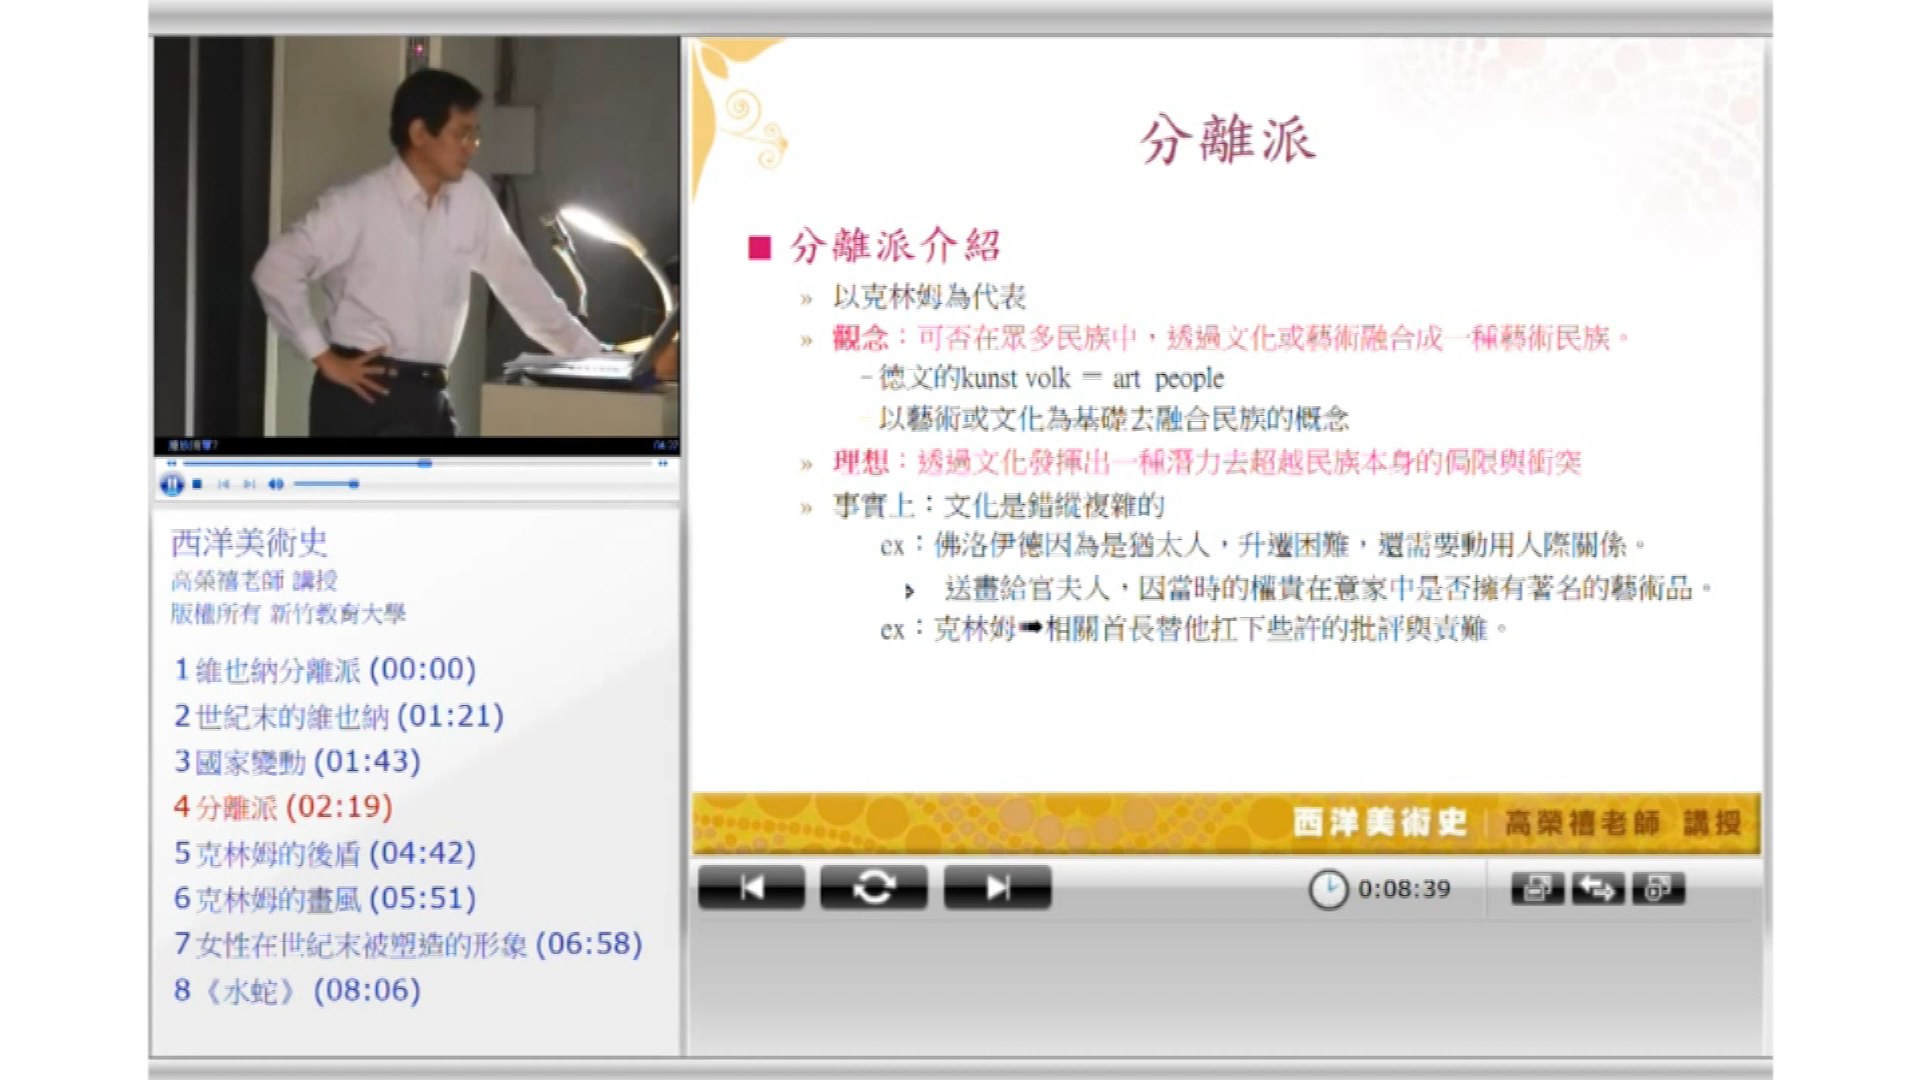 分離派
分離派介紹
» 以克林姆為代表
» 觀念：可否在眾多民族中，透過文化或藝術融合成一種藝術民族。
–德文的kunst volk ＝ art people
–以藝術或文化為基礎去融合民族的概念
» 理想：透過文化發揮出一種潛力去超越民族本身的侷限與衝突
» 事實上：文化是錯縱複雜的
ex：佛洛伊德因為是猶太人，升遷困難，還需要動用人際關係。
送畫給官夫人，因當時的權貴在意家中是否擁有著名的藝術品。
ex：克林姆➡相關首長替他扛下些許的批評與責難。
西洋美術史 | 高榮禧老師 講授
0:08:39
西洋美術史
高榮禧老師 講授
版權所有 新竹教育大學
1 維也納分離派 (00:00)
2 世紀末的維也納 (01:21)
3 國家變動 (01:43)
4 分離派 (02:19)
5 克林姆的後盾 (04:42)
6 克林姆的畫風 (05:51)
7 女性在世紀末被塑造的形象 (06:58)
8 《水蛇》 (08:06)